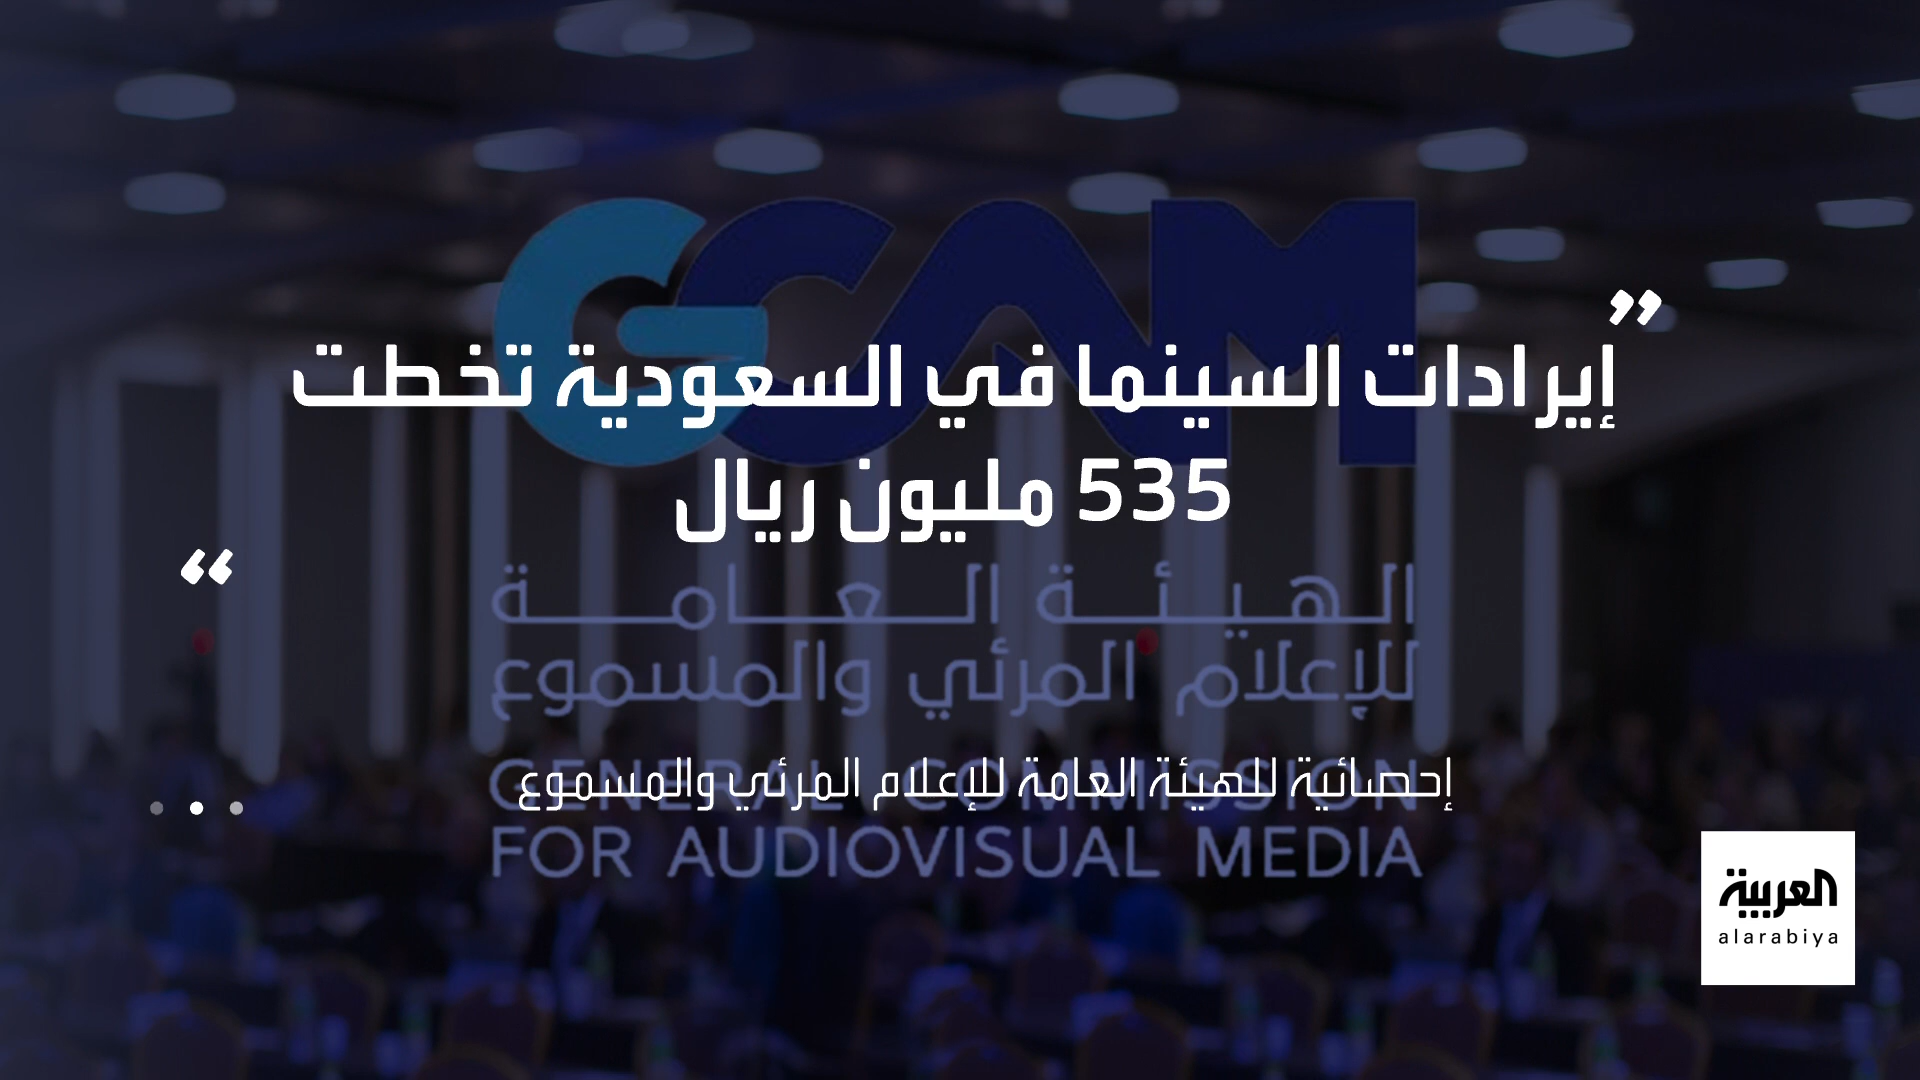 GCAM
”إيرادات السينما في السعودية تخطت
535 مليون ريال“
الهيئة العامة
للإعلام المرئي والمسموع
GENERAL COMMISSION
إحصائية للهيئة العامة للإعلام المرئي والمسموع
FOR AUDIOVISUAL MEDIA
العربية
alarabiya